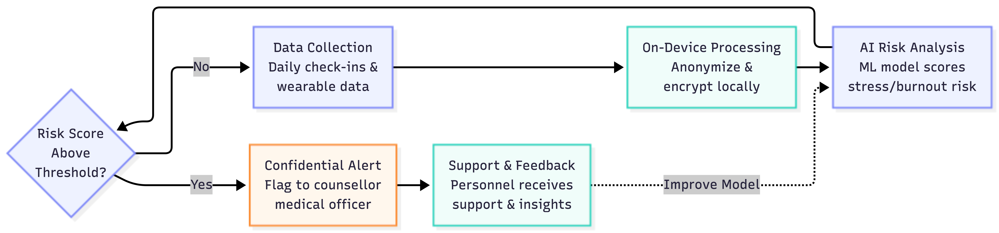 Risk Score
Above
Threshold?
No
Yes
Data Collection
Daily check-ins &
wearable data
On-Device Processing
Anonymize &
encrypt locally
AI Risk Analysis
ML model scores
stress/burnout risk
Confidential Alert
Flag to counsellor
medical officer
Support & Feedback
Personnel receives
support & insights
Improve Model